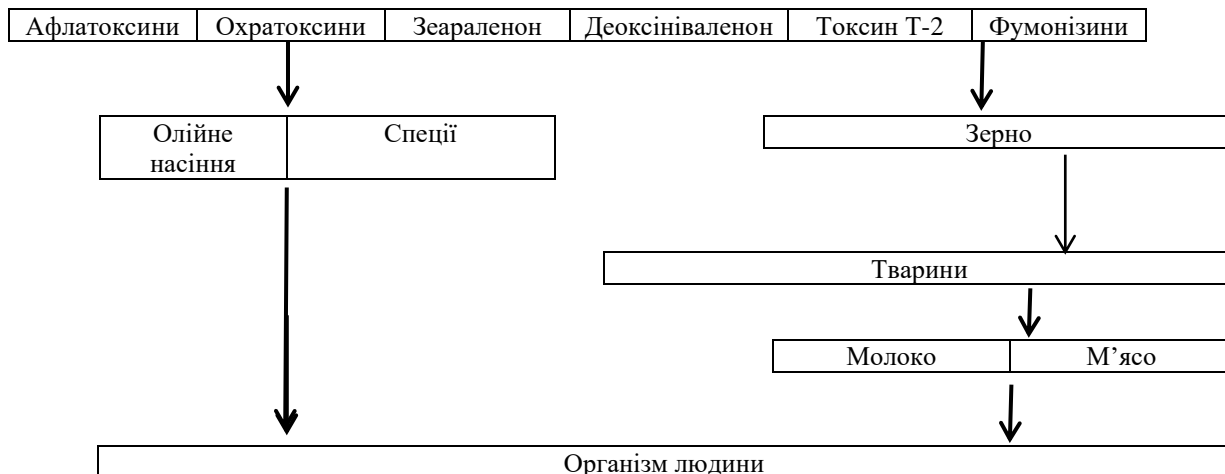 Афлатоксини Охратоксини Зеараленон Деоксініваленон Токсин Т-2 Фумонізини
Олійне насіння
Спеції
Зерно
Тварини
Молоко М’ясо
Організм людини